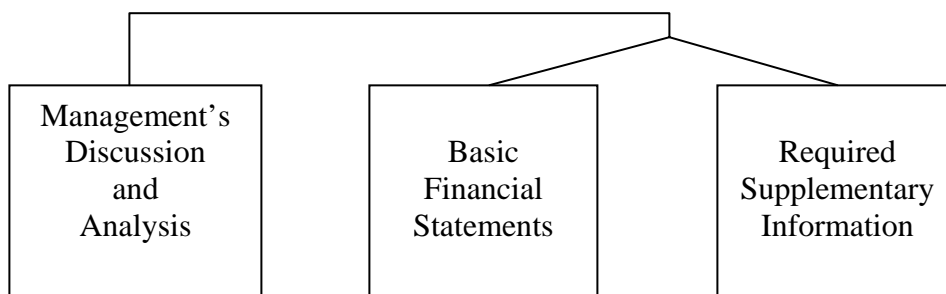 Management’s
Discussion
and
Analysis
Basic
Financial
Statements
Required
Supplementary
Information